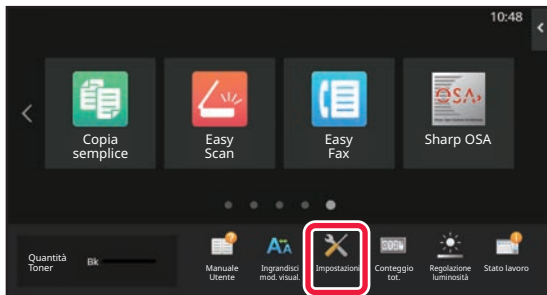 10:48
Copia
semplice
Easy
Scan
Easy
Fax
Sharp OSA
Quantità
Toner
Bk
Manuale
Utente
Ingrandisci
mod. visual.
Impostazioni
Conteggio
tot.
Regolazione
luminosità
Stato lavoro